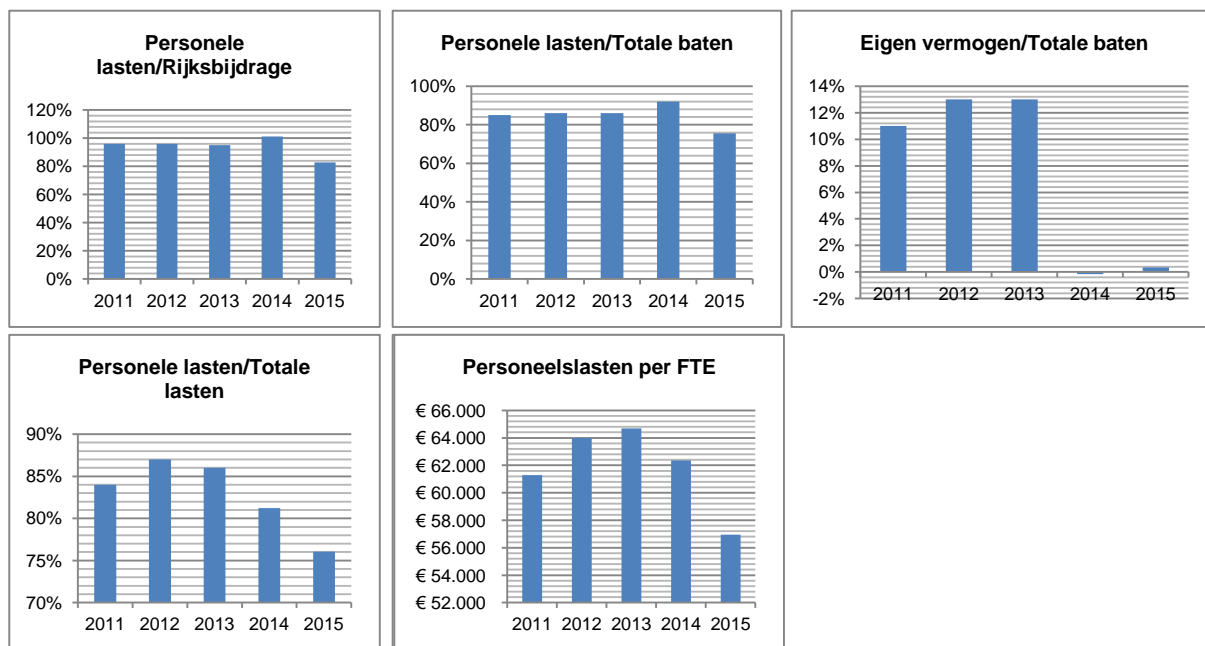 Personele
lasten/Rijksbijdrage
120%
100%
80%
60%
40%
20%
0%
2011 2012 2013 2014 2015
Personele lasten/Totale baten
100%
80%
60%
40%
20%
0%
2011 2012 2013 2014 2015
Eigen vermogen/Totale baten
14%
12%
10%
8%
6%
4%
2%
0%
-2%
2011 2012 2013 2014 2015
Personele lasten/Totale
lasten
90%
85%
80%
75%
70%
2011 2012 2013 2014 2015
Personeelslasten per FTE
€ 66.000
€ 64.000
€ 62.000
€ 60.000
€ 58.000
€ 56.000
€ 54.000
€ 52.000
2011 2012 2013 2014 2015